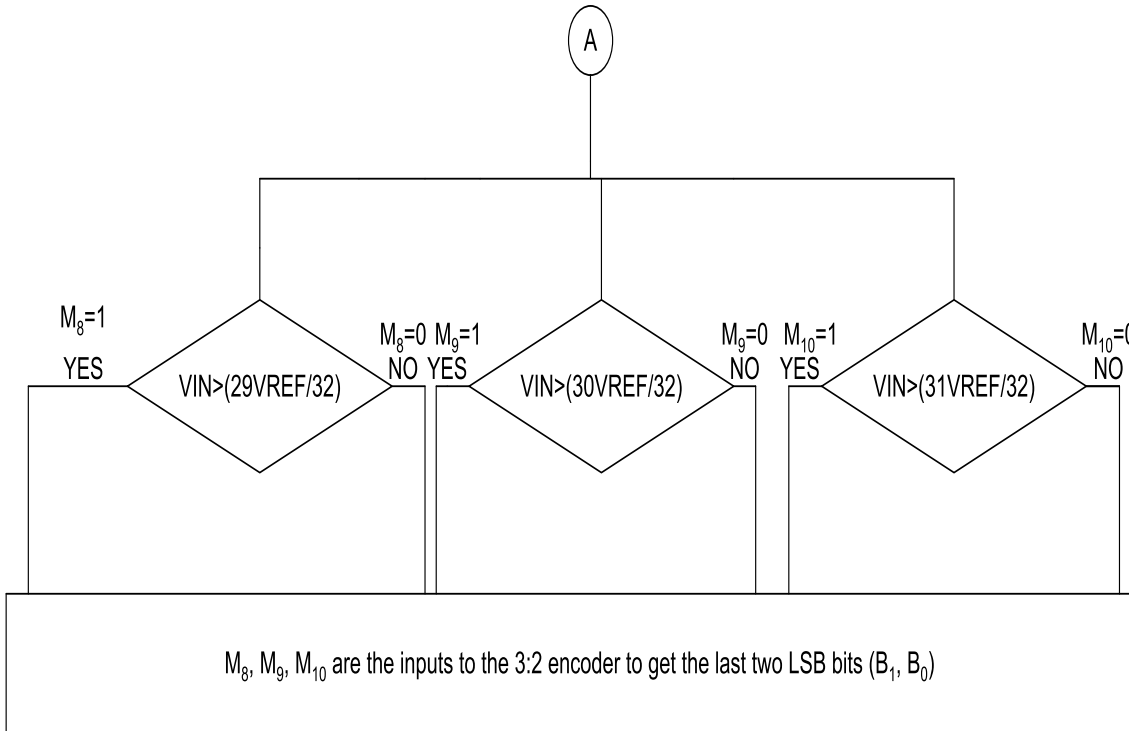 A
M₈=1
YES
VIN>(29VREF/32)
M₈=0
NO
M₉=1
YES
VIN>(30VREF/32)
M₉=0
NO
M₁₀=1
YES
VIN>(31VREF/32)
M₁₀=0
NO
M₈, M₉, M₁₀ are the inputs to the 3:2 encoder to get the last two LSB bits (B₁, B₀)